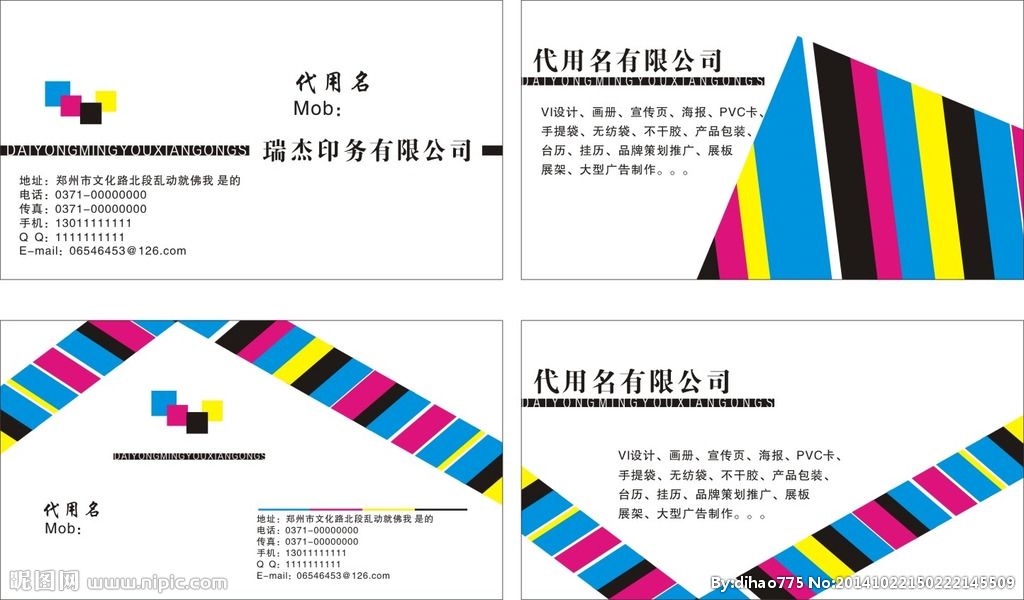 代用名
Mob:
DAIYONGMINGYOUXIANGONGS
瑞杰印务有限公司
地址：郑州市文化路北段乱动就佛我 是的
电话：0371-00000000
传真：0371-00000000
手机：13011111111
Q Q：1111111111
E-mail：06546453@126.com
代用名有限公司
DAIYONGMINGYOUXIANGONGS
VI设计、画册、宣传页、海报、PVC卡、
手提袋、无纺袋、不干胶、产品包装、
台历、挂历、品牌策划推广、展板
展架、大型广告制作。。。
DAIYONGMINGYOUXIANGONGS
代用名
Mob:
地址：郑州市文化路北段乱动就佛我 是的
电话：0371-00000000
传真：0371-00000000
手机：13011111111
Q Q：1111111111
E-mail：06546453@126.com
代用名有限公司
DAIYONGMINGYOUXIANGONGS
VI设计、画册、宣传页、海报、PVC卡、
手提袋、无纺袋、不干胶、产品包装、
台历、挂历、品牌策划推广、展板
展架、大型广告制作。。。
昵图网 www.nipic.com
By:dihao775 No:20141022150222145509